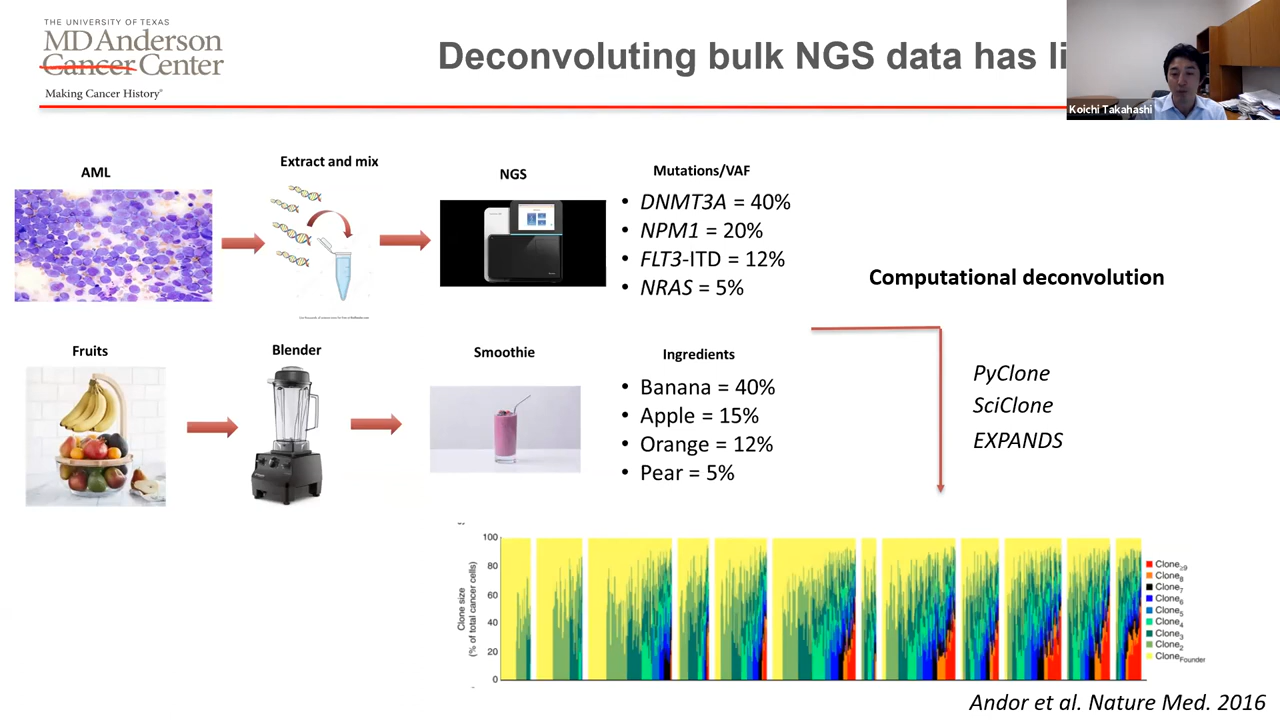 THE UNIVERSITY OF TEXAS
MD Anderson
Cancer Center
Making Cancer History®
Deconvoluting bulk NGS data has li
Koichi Takahashi
AML
Extract and mix
NGS
Mutations/VAF
• DNMT3A = 40%
• NPM1 = 20%
• FLT3-ITD = 12%
• NRAS = 5%
Computational deconvolution
Fruits
Blender
Smoothie
Ingredients
• Banana = 40%
• Apple = 15%
• Orange = 12%
• Pear = 5%
PyClone
SciClone
EXPANDS
Clone size
(% of total cancer cells)
100
80
60
40
20
0
Clone≥9
Clone8
Clone7
Clone6
Clone5
Clone4
Clone3
Clone2
CloneFounder
Andor et al. Nature Med. 2016